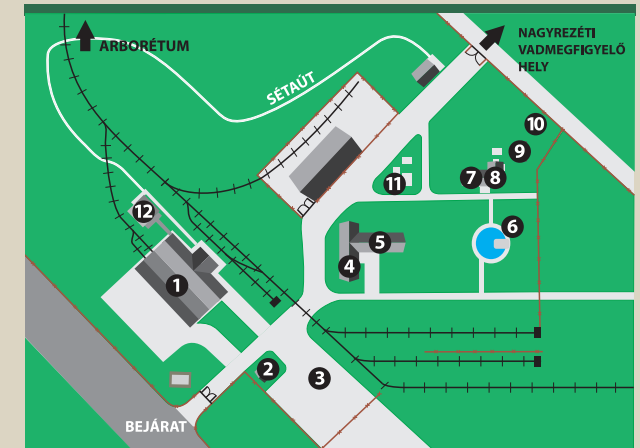 ARBORÉTUM
NAGYREZÉTI
VADMEGFIGYELŐ
HELY
SÉTAÚT
10
9
7
8
11
12
6
5
4
1
2
3
BEJÁRAT